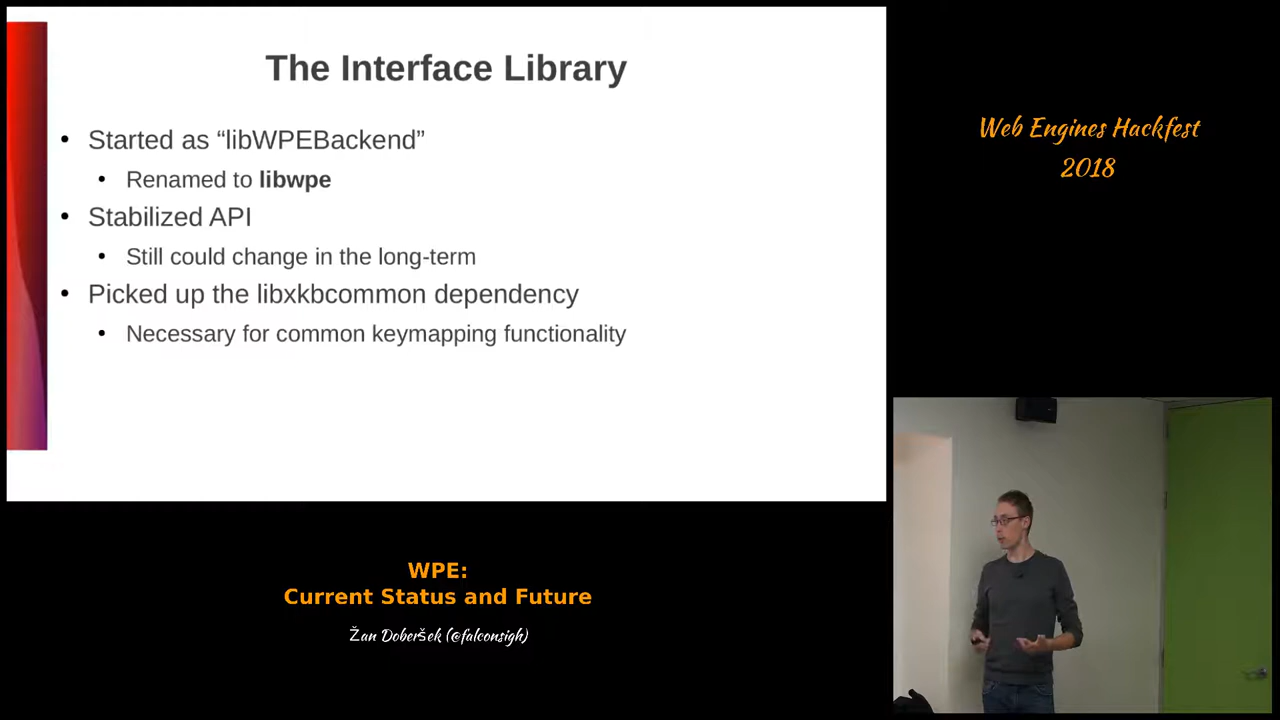 The Interface Library
• Started as “libWPEBackend”
• Renamed to libwpe
• Stabilized API
• Still could change in the long-term
• Picked up the libxkbcommon dependency
• Necessary for common keymapping functionality
Web Engines Hackfest
2018
WPE:
Current Status and Future
Žan Doberšek (@falconsigh)